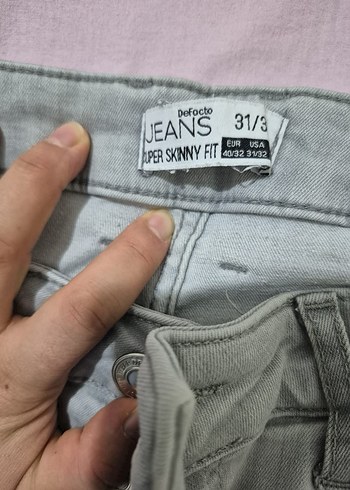 DeFacto
JEANS 31/3
UPER SKINNY FIT
EUR USA
40/32 31/32